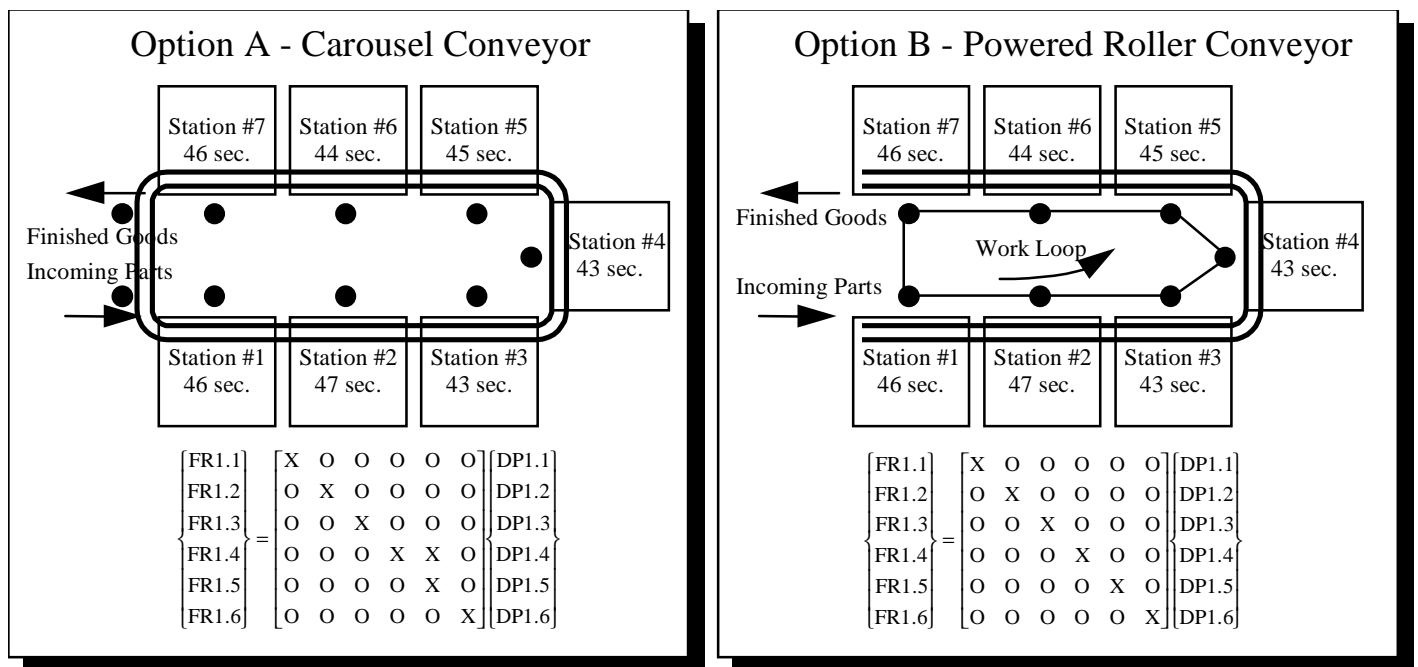 Option A - Carousel Conveyor
Station #7
46 sec.
Station #6
44 sec.
Station #5
45 sec.
Finished Goods
Incoming Parts
Station #4
43 sec.
Station #1
46 sec.
Station #2
47 sec.
Station #3
43 sec.
FR1.1 X O O O O O DP1.1
FR1.2 O X O O O O DP1.2
FR1.3 O O X O O O DP1.3
FR1.4 = O O O X X O DP1.4
FR1.5 O O O O X O DP1.5
FR1.6 O O O O O X DP1.6
Option B - Powered Roller Conveyor
Station #7
46 sec.
Station #6
44 sec.
Station #5
45 sec.
Finished Goods
Work Loop
Incoming Parts
Station #4
43 sec.
Station #1
46 sec.
Station #2
47 sec.
Station #3
43 sec.
FR1.1 X O O O O O DP1.1
FR1.2 O X O O O O DP1.2
FR1.3 O O X O O O DP1.3
FR1.4 = O O O X O O DP1.4
FR1.5 O O O O X O DP1.5
FR1.6 O O O O O X DP1.6